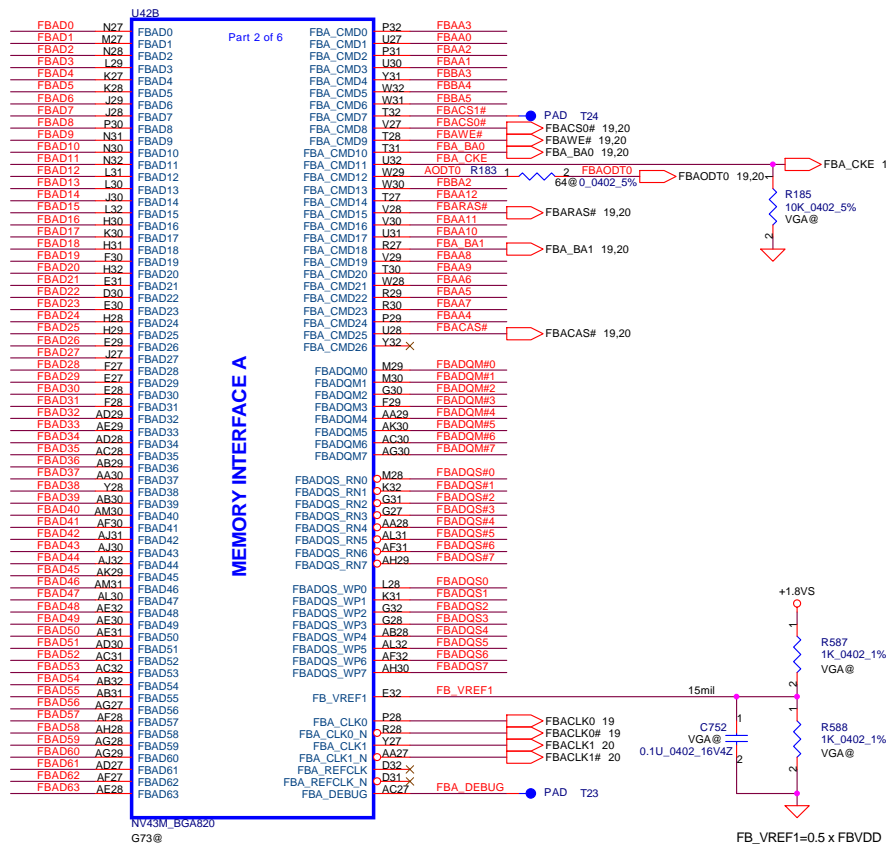 U42B
Part 2 of 6
MEMORY INTERFACE A
FBAD0 N27 FBAD0 FBA_CMD0 P32 FBAA3
FBAD1 M27 FBAD1 FBA_CMD1 U27 FBAA0
FBAD2 N28 FBAD2 FBA_CMD2 P31 FBAA2
FBAD3 L29 FBAD3 FBA_CMD3 U30 FBAA1
FBAD4 K27 FBAD4 FBA_CMD4 Y31 FBBA3
FBAD5 K28 FBAD5 FBA_CMD5 W32 FBBA4
FBAD6 J29 FBAD6 FBA_CMD6 W31 FBBA5
FBAD7 J28 FBAD7 FBA_CMD7 T32 FBACS1# PAD T24
FBAD8 P30 FBAD8 FBA_CMD8 V27 FBACS0# FBACS0# 19,20
FBAD9 N31 FBAD9 FBA_CMD9 T28 FBAWE# FBAWE# 19,20
FBAD10 N30 FBAD10 FBA_CMD10 T31 FBA_BA0 FBA_BA0 19,20
FBAD11 N32 FBAD11 FBA_CMD11 U32 FBA_CKE FBA_CKE 1
FBAD12 L31 FBAD12 FBA_CMD12 W29 AODT0 R183 1 2 FBAODT0 FBAODT0 19,20
64@0_0402_5%
FBAD13 L30 FBAD13 FBA_CMD13 W30 FBBA2
FBAD14 J30 FBAD14 FBA_CMD14 T27 FBAA12
FBAD15 L32 FBAD15 FBA_CMD15 V28 FBARAS# FBARAS# 19,20
FBAD16 H30 FBAD16 FBA_CMD16 V30 FBAA11
FBAD17 K30 FBAD17 FBA_CMD17 U31 FBAA10
FBAD18 H31 FBAD18 FBA_CMD18 R27 FBA_BA1 FBA_BA1 19,20
FBAD19 F30 FBAD19 FBA_CMD19 V29 FBAA8
FBAD20 H32 FBAD20 FBA_CMD20 T30 FBAA9
FBAD21 E31 FBAD21 FBA_CMD21 W28 FBAA6
FBAD22 D30 FBAD22 FBA_CMD22 R29 FBAA5
FBAD23 E30 FBAD23 FBA_CMD23 R30 FBAA7
FBAD24 H28 FBAD24 FBA_CMD24 P29 FBAA4
FBAD25 H29 FBAD25 FBA_CMD25 U28 FBACAS# FBACAS# 19,20
FBAD26 E29 FBAD26 FBA_CMD26 Y32
1
R185
10K_0402_5%
VGA@
2
FBAD27 J27 FBAD27
FBAD28 F27 FBAD28 FBADQM0 M29 FBADQM#0
FBAD29 E27 FBAD29 FBADQM1 M30 FBADQM#1
FBAD30 E28 FBAD30 FBADQM2 G30 FBADQM#2
FBAD31 F28 FBAD31 FBADQM3 F29 FBADQM#3
FBAD32 AD29 FBAD32 FBADQM4 AA29 FBADQM#4
FBAD33 AE29 FBAD33 FBADQM5 AK30 FBADQM#5
FBAD34 AD28 FBAD34 FBADQM6 AC30 FBADQM#6
FBAD35 AC28 FBAD35 FBADQM7 AG30 FBADQM#7
FBAD36 AB29 FBAD36
FBAD37 AA30 FBAD37 FBADQS_RN0 M28 FBADQS#0
FBAD38 Y28 FBAD38 FBADQS_RN1 K32 FBADQS#1
FBAD39 AB30 FBAD39 FBADQS_RN2 G31 FBADQS#2
FBAD40 AM30 FBAD40 FBADQS_RN3 G27 FBADQS#3
FBAD41 AF30 FBAD41 FBADQS_RN4 AA28 FBADQS#4
FBAD42 AJ31 FBAD42 FBADQS_RN5 AL31 FBADQS#5
FBAD43 AJ30 FBAD43 FBADQS_RN6 AF31 FBADQS#6
FBAD44 AJ32 FBAD44 FBADQS_RN7 AH29 FBADQS#7
FBAD45 AK29 FBAD45
FBAD46 AM31 FBAD46 FBADQS_WP0 L28 FBADQS0
FBAD47 AL30 FBAD47 FBADQS_WP1 K31 FBADQS1
FBAD48 AE32 FBAD48 FBADQS_WP2 G32 FBADQS2
FBAD49 AE30 FBAD49 FBADQS_WP3 G28 FBADQS3
FBAD50 AE31 FBAD50 FBADQS_WP4 AB28 FBADQS4
FBAD51 AD30 FBAD51 FBADQS_WP5 AL32 FBADQS5
FBAD52 AC31 FBAD52 FBADQS_WP6 AF32 FBADQS6
FBAD53 AC32 FBAD53 FBADQS_WP7 AH30 FBADQS7
FBAD54 AB32 FBAD54
FBAD55 AB31 FBAD55 FB_VREF1 E32 FB_VREF1 15mil
FBAD56 AG27 FBAD56
FBAD57 AF28 FBAD57 FBA_CLK0 P28 FBACLK0 19
FBAD58 AH28 FBAD58 FBA_CLK0_N R28 FBACLK0# 19
FBAD59 AG28 FBAD59 FBA_CLK1 Y27 FBACLK1 20
FBAD60 AG29 FBAD60 FBA_CLK1_N AA27 FBACLK1# 20
FBAD61 AD27 FBAD61 FBA_REFCLK D32
FBAD62 AF27 FBAD62 FBA_REFCLK_N D31
FBAD63 AE28 FBAD63 FBA_DEBUG AC27 FBA_DEBUG PAD T23
+1.8VS
1
R587
1K_0402_1%
VGA@
2
1
C752
VGA@
0.1U_0402_16V4Z
2
1
R588
1K_0402_1%
VGA@
2
NV43M_BGA820
G73@
FB_VREF1=0.5 x FBVDD